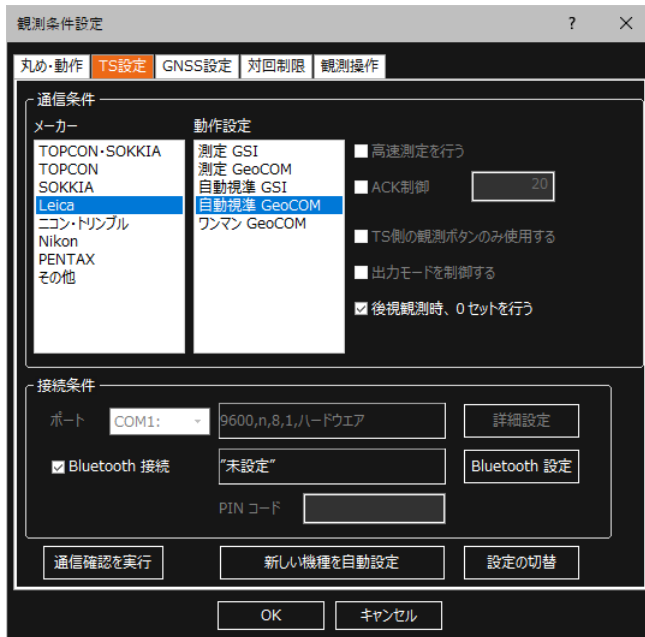 観測条件設定 ? ×
丸め・動作 TS設定 GNSS設定 対回制限 観測操作
通信条件
メーカー
TOPCON・SOKKIA
TOPCON
SOKKIA
Leica
ニコン・トリンブル
Nikon
PENTAX
その他
動作設定
測定 GSI
測定 GeoCOM
自動視準 GSI
自動視準 GeoCOM
ワンマン GeoCOM
高速測定を行う
ACK制御 20
TS側の観測ボタンのみ使用する
出力モードを制御する
後視観測時、0セットを行う
接続条件
ポート COM1: 9600,n,8,1,ハードウエア 詳細設定
Bluetooth 接続 "未設定" Bluetooth 設定
PIN コード
通信確認を実行 新しい機種を自動設定 設定の切替
OK キャンセル